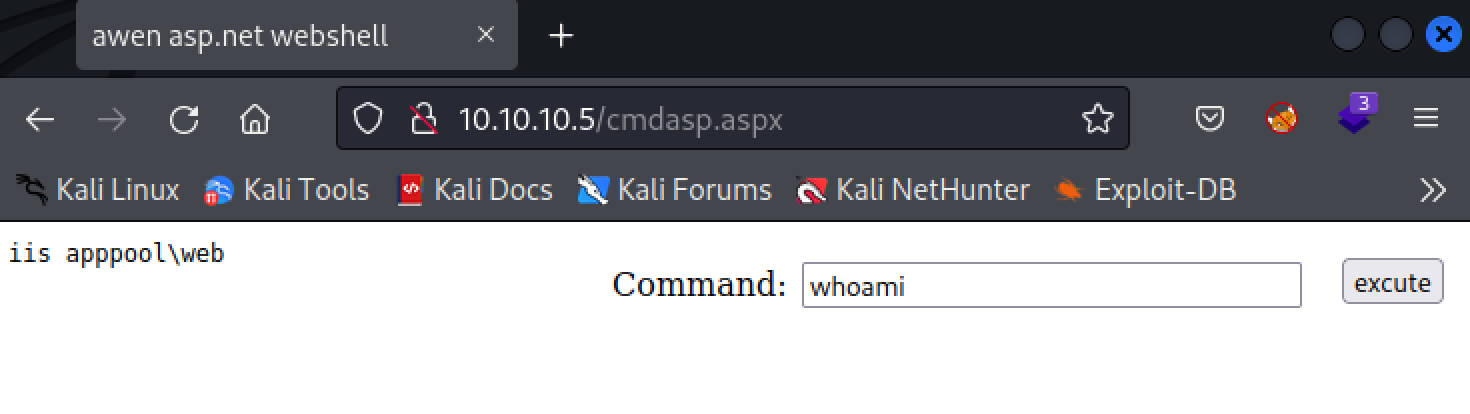 awen asp.net webshell
10.10.10.5/cmdasp.aspx
3
Kali Linux
Kali Tools
Kali Docs
Kali Forums
Kali NetHunter
Exploit-DB
iis apppool\web
Command: whoami excute